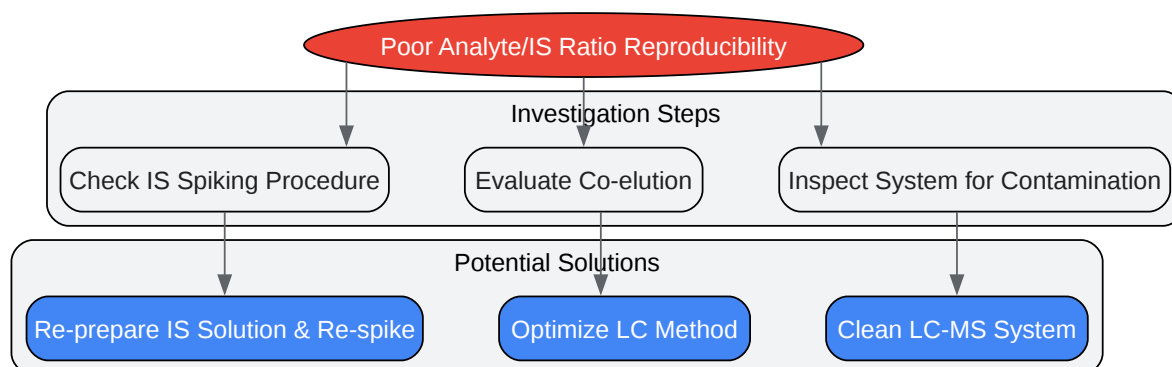 Poor Analyte/IS Ratio Reproducibility
Investigation Steps
Check IS Spiking Procedure
Evaluate Co-elution
Inspect System for Contamination
Potential Solutions
Re-prepare IS Solution & Re-spike
Optimize LC Method
Clean LC-MS System